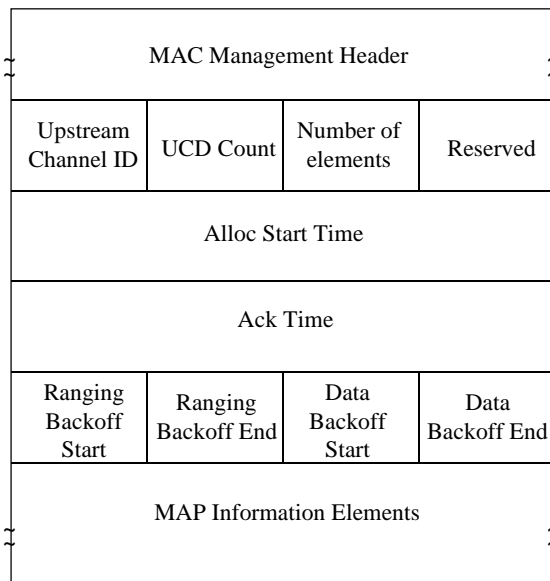 MAC Management Header
Upstream
Channel ID
UCD Count
Number of
elements
Reserved
Alloc Start Time
Ack Time
Ranging
Backoff
Start
Ranging
Backoff End
Data
Backoff
Start
Data
Backoff End
MAP Information Elements